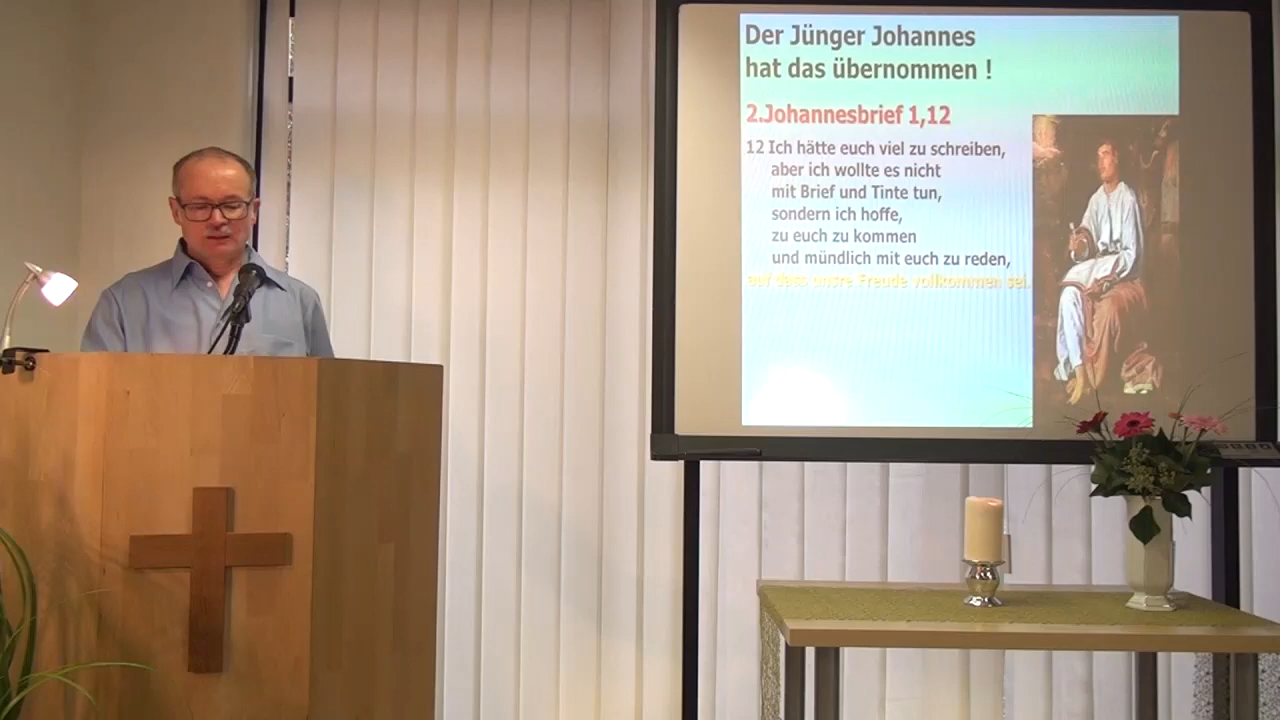 Der Jünger Johannes
hat das übernommen !
2.Johannesbrief 1,12
12 Ich hätte euch viel zu schreiben,
aber ich wollte es nicht
mit Brief und Tinte tun,
sondern ich hoffe,
zu euch zu kommen
und mündlich mit euch zu reden,
auf dass unsre Freude vollkommen sei.